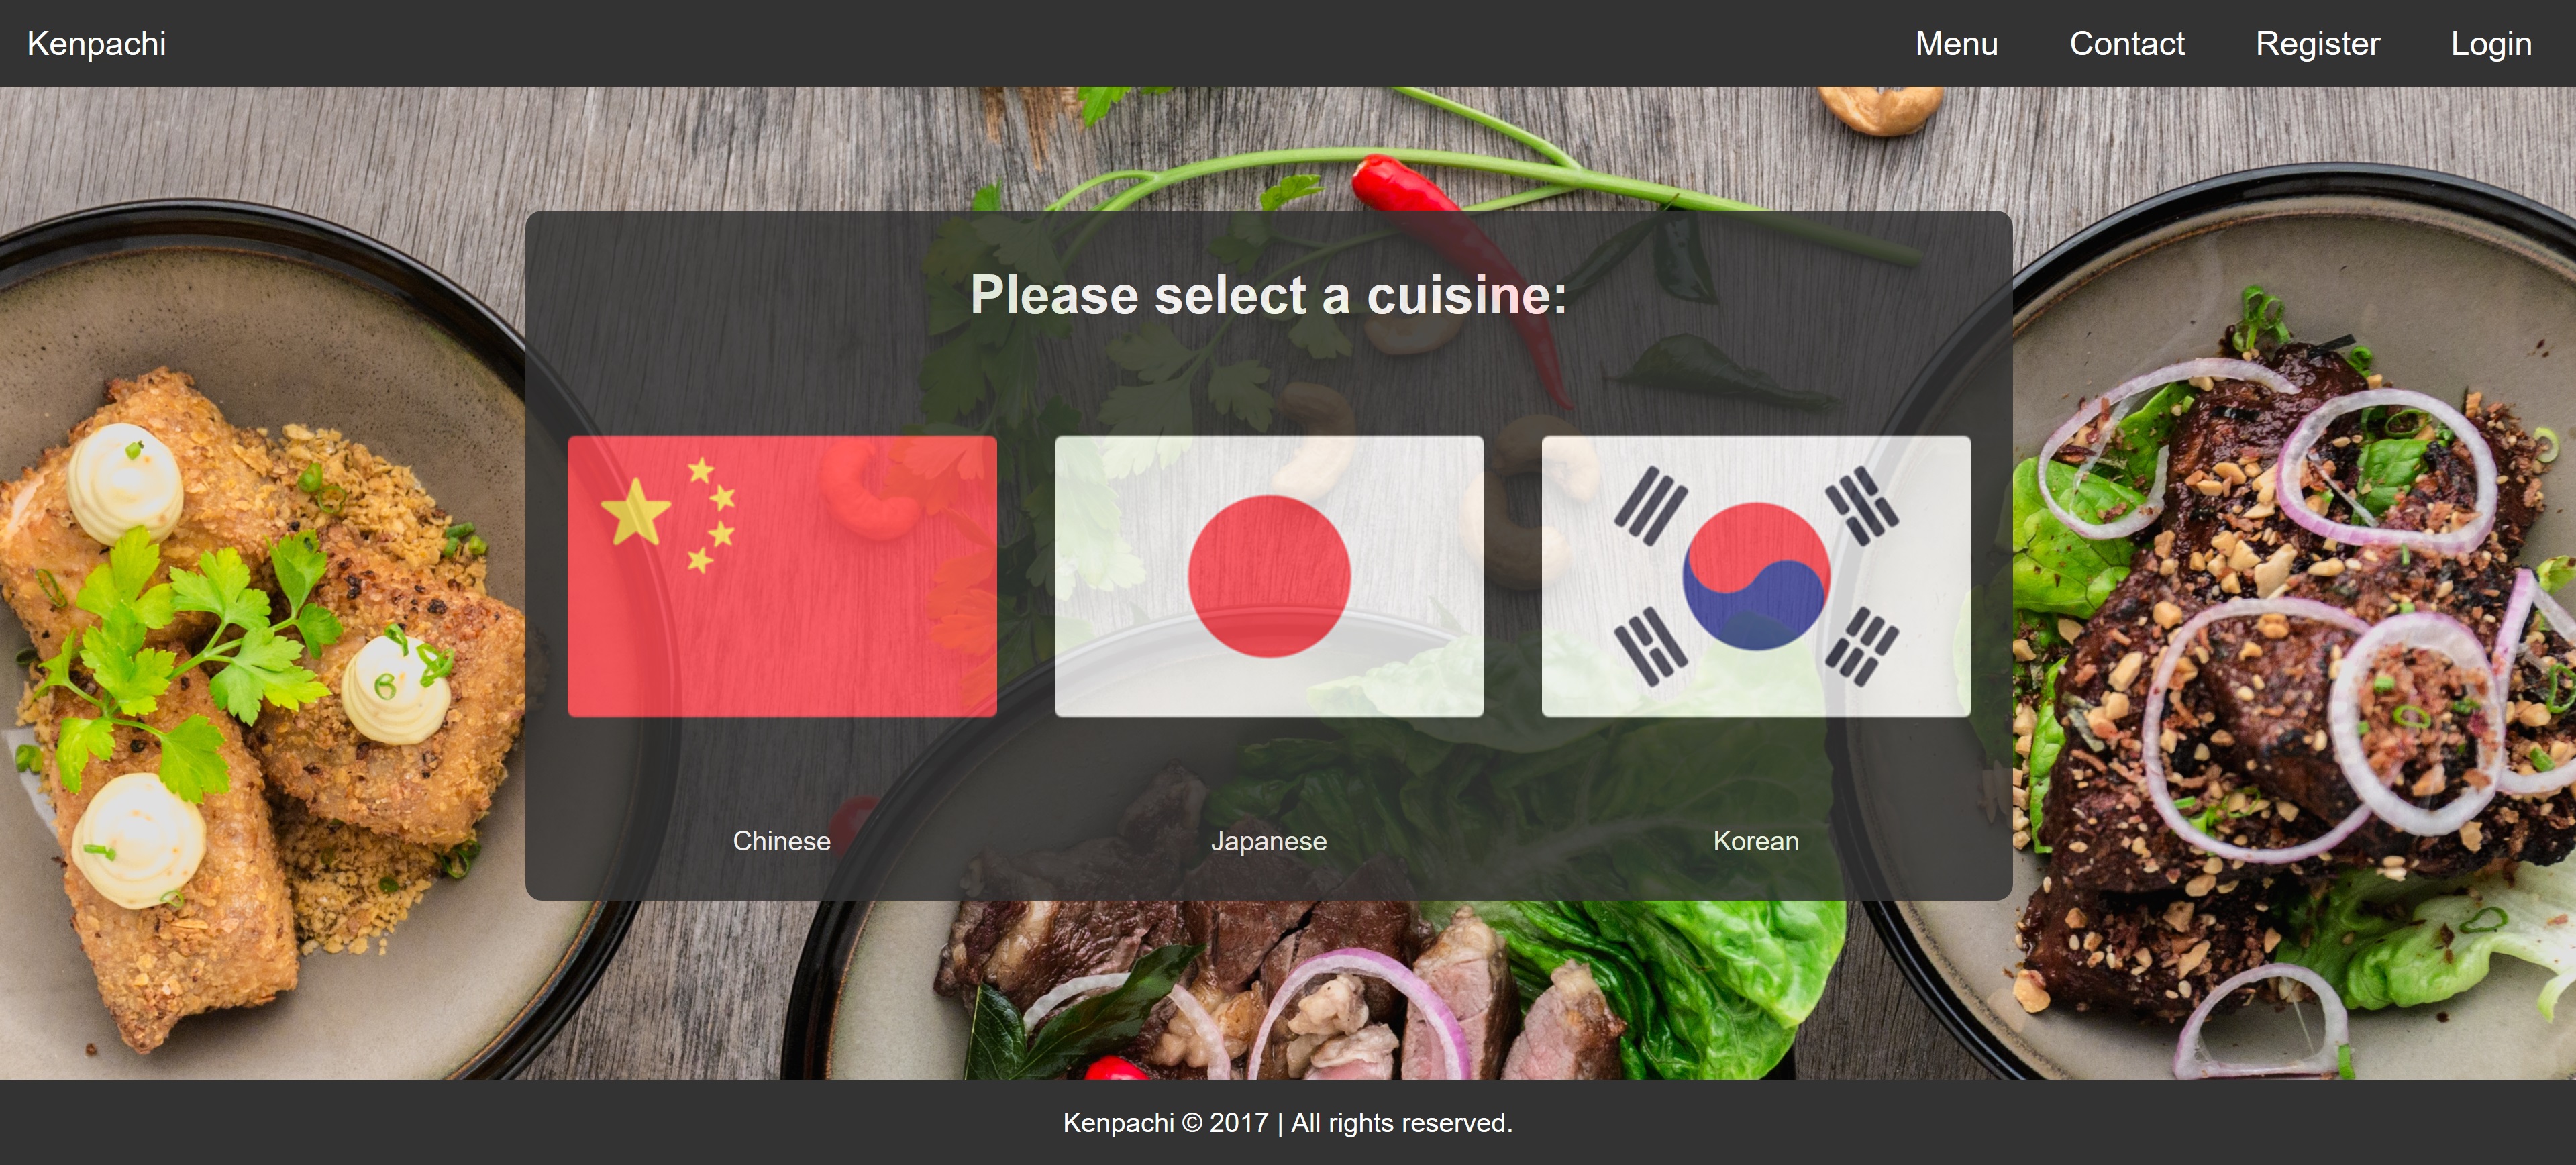 Kenpachi
Menu Contact Register Login
Please select a cuisine:
Chinese
Japanese
Korean
Kenpachi © 2017 | All rights reserved.